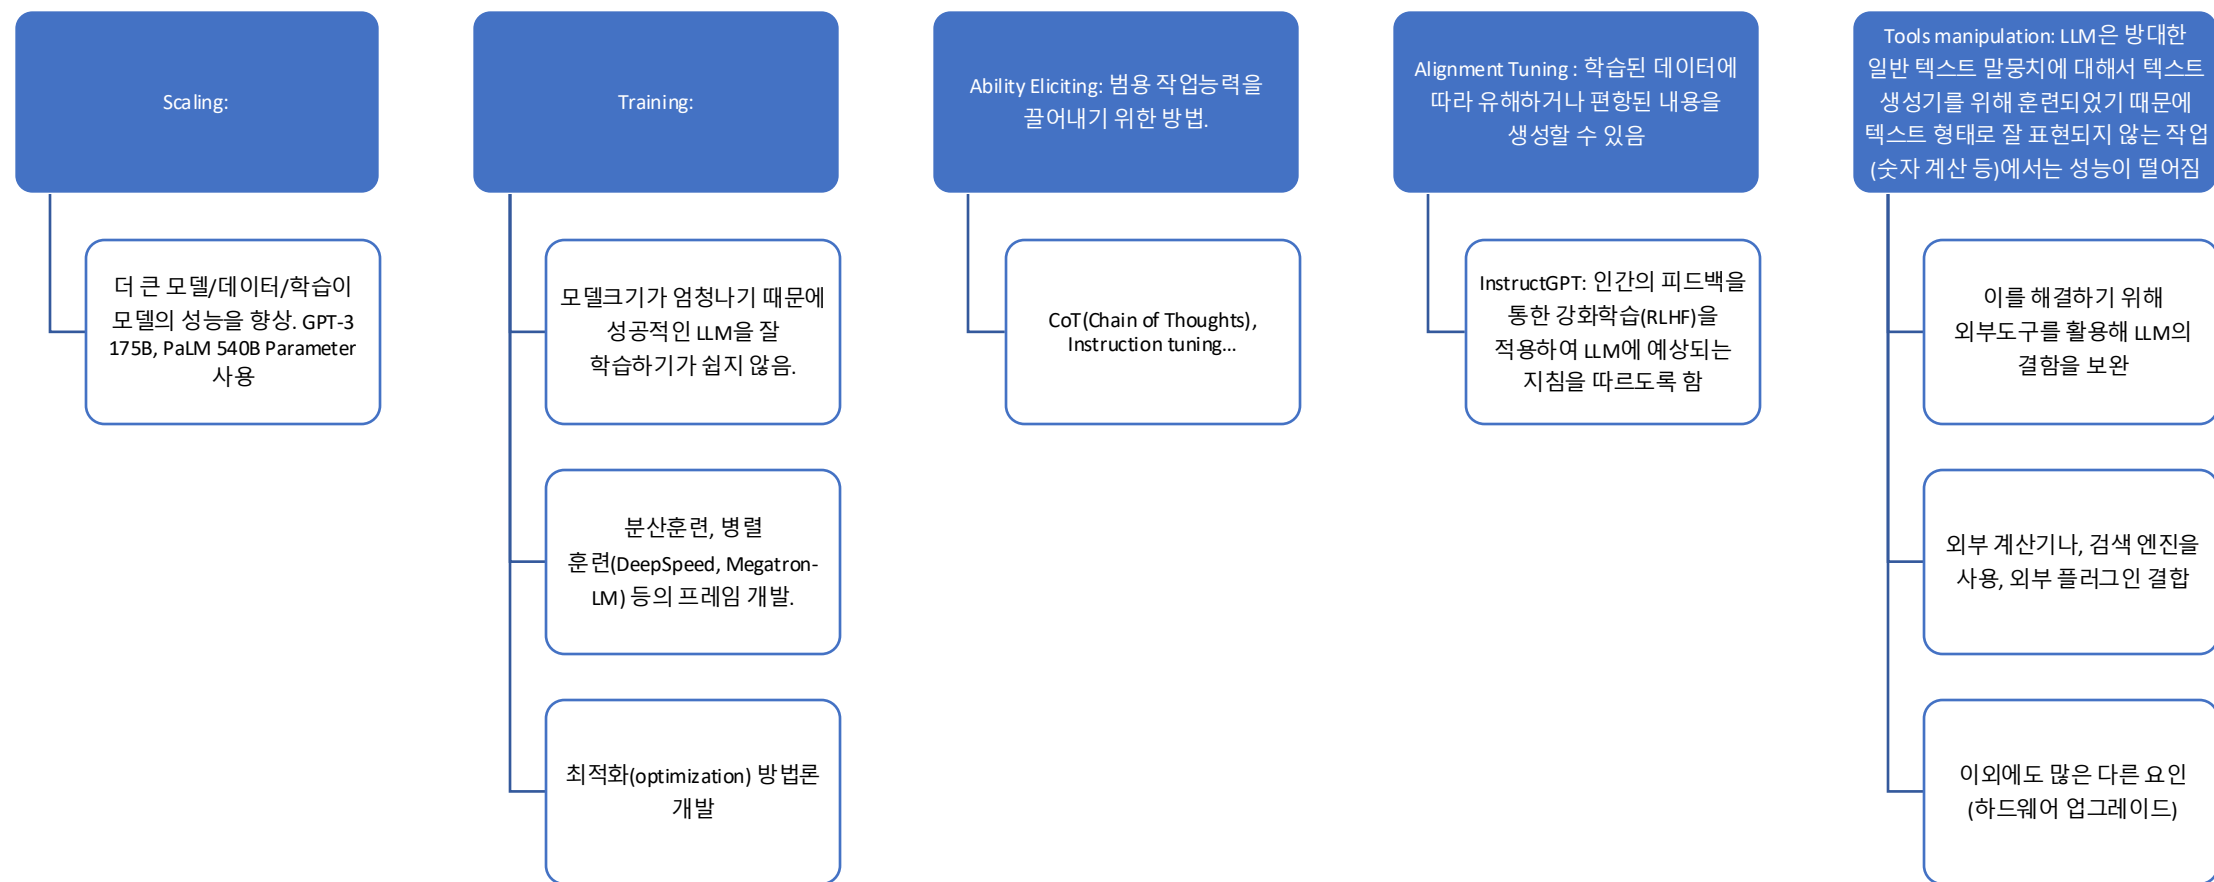 Scaling:
더 큰 모델/데이터/학습이
모델의 성능을 향상. GPT-3
175B, PaLM 540B Parameter
사용
Training:
모델크기가 엄청나기 때문에
성공적인 LLM을 잘
학습하기가 쉽지 않음.
분산훈련, 병렬
훈련(DeepSpeed, Megatron-
LM) 등의 프레임 개발.
최적화(optimization) 방법론
개발
Ability Eliciting: 범용 작업능력을
끌어내기 위한 방법.
CoT(Chain of Thoughts),
Instruction tuning...
Alignment Tuning : 학습된 데이터에
따라 유해하거나 편향된 내용을
생성할 수 있음
InstructGPT: 인간의 피드백을
통한 강화학습(RLHF)을
적용하여 LLM에 예상되는
지침을 따르도록 함
Tools manipulation: LLM은 방대한
일반 텍스트 말뭉치에 대해서 텍스트
생성기를 위해 훈련되었기 때문에
텍스트 형태로 잘 표현되지 않는 작업
(숫자 계산 등)에서는 성능이 떨어짐
이를 해결하기 위해
외부도구를 활용해 LLM의
결함을 보완
외부 계산기나, 검색 엔진을
사용, 외부 플러그인 결합
이외에도 많은 다른 요인
(하드웨어 업그레이드)